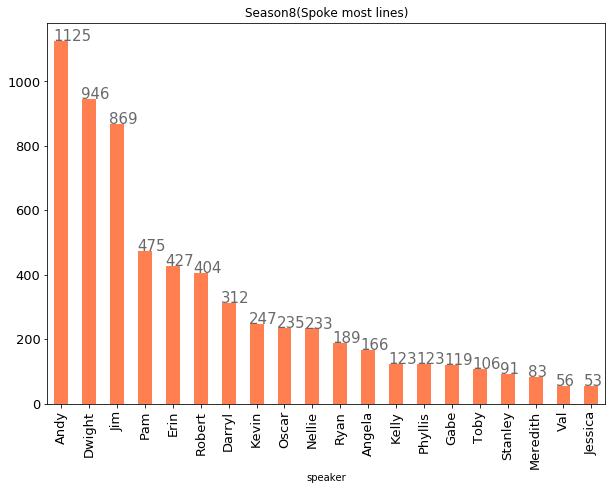 Season8(Spoke most lines)
1125
946
869
475
427
404
312
247
235
233
189
166
123
123
119
106
91
83
56
53
1000
800
600
400
200
0
Andy
Dwight
Jim
Pam
Erin
Robert
Darryl
Kevin
Oscar
Nellie
Ryan
Angela
Kelly
Phyllis
Gabe
Toby
Stanley
Meredith
Val
Jessica
speaker